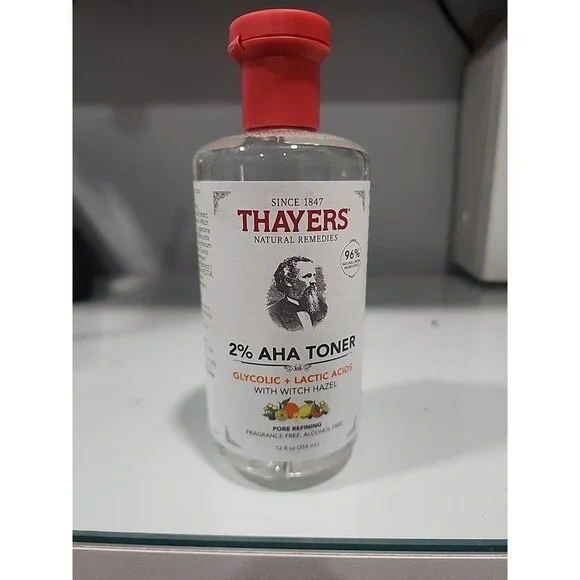 SINCE 1847
THAYERS
NATURAL REMEDIES
96%
2% AHA TONER
GLYCOLIC + LACTIC ACIDS
WITH WITCH HAZEL
PORE REFINING
FRAGRANCE-FREE, ALCOHOL-FREE
12 fl oz (355 mL)